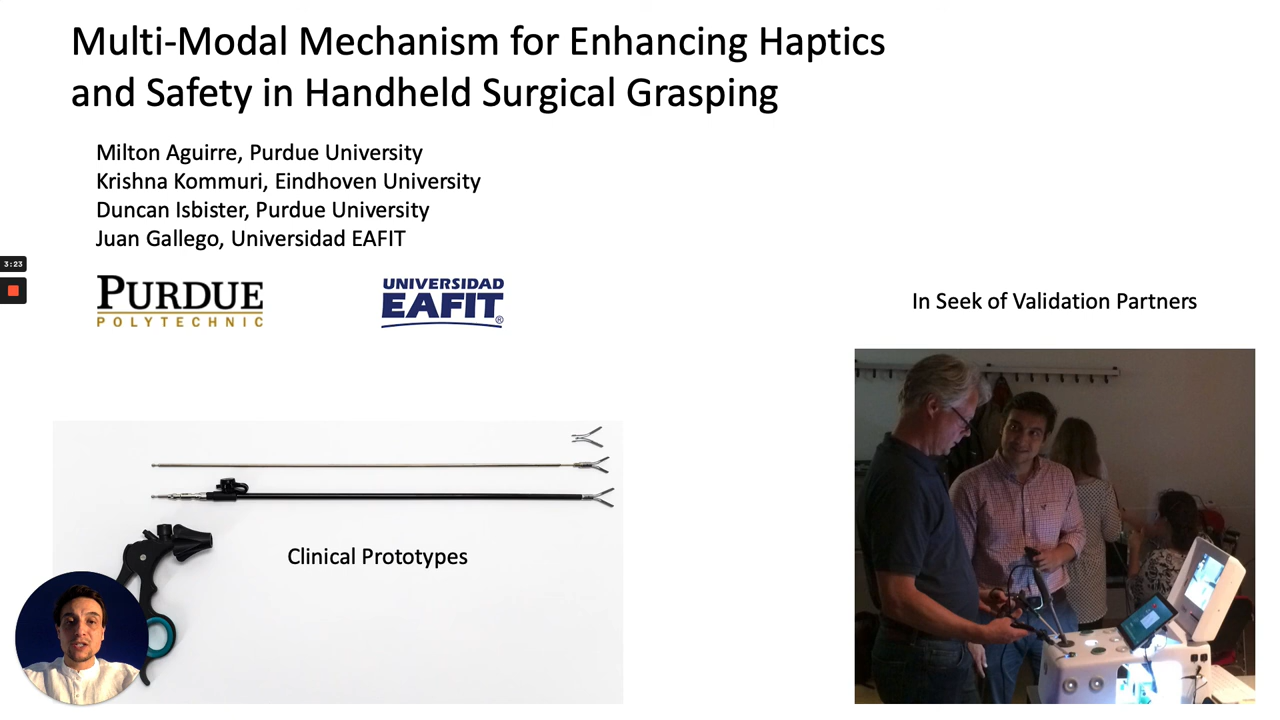 Multi-Modal Mechanism for Enhancing Haptics
and Safety in Handheld Surgical Grasping
Milton Aguirre, Purdue University
Krishna Kommuri, Eindhoven University
Duncan Isbister, Purdue University
Juan Gallego, Universidad EAFIT
3:23
PURDUE
POLYTECHNIC
UNIVERSIDAD
EAFIT®
In Seek of Validation Partners
Clinical Prototypes